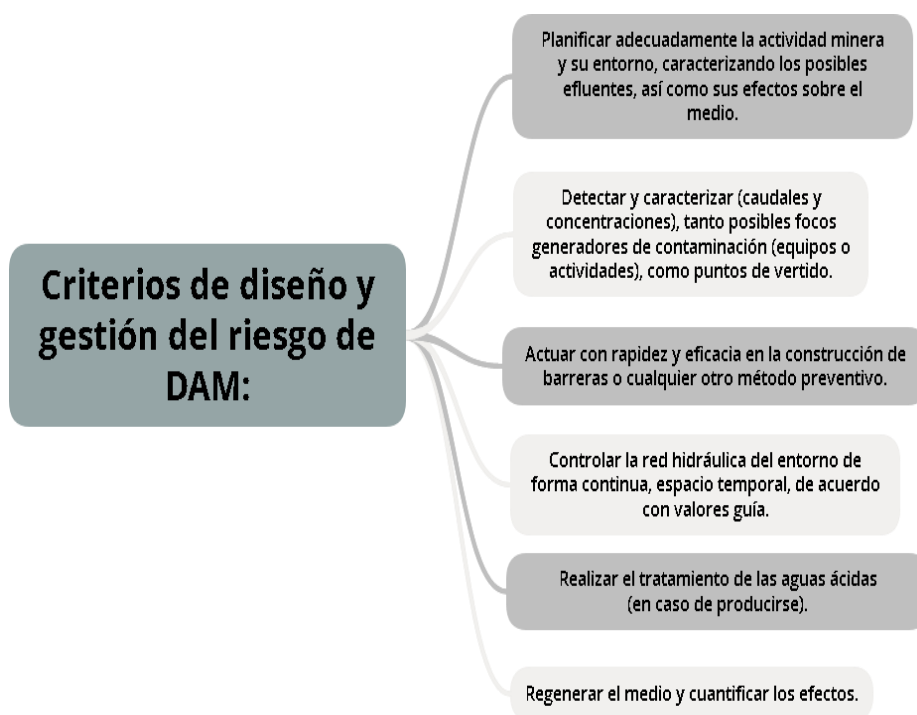 Criterios de diseño y
gestión del riesgo de
DAM:
Planificar adecuadamente la actividad minera
y su entorno, caracterizando los posibles
efluentes, así como sus efectos sobre el
medio.
Detectar y caracterizar (caudales y
concentraciones), tanto posibles focos
generadores de contaminación (equipos o
actividades), como puntos de vertido.
Actuar con rapidez y eficacia en la construcción de
barreras o cualquier otro método preventivo.
Controlar la red hidráulica del entorno de
forma continua, espacio temporal, de acuerdo
con valores guía.
Realizar el tratamiento de las aguas ácidas
(en caso de producirse).
Regenerar el medio y cuantificar los efectos.